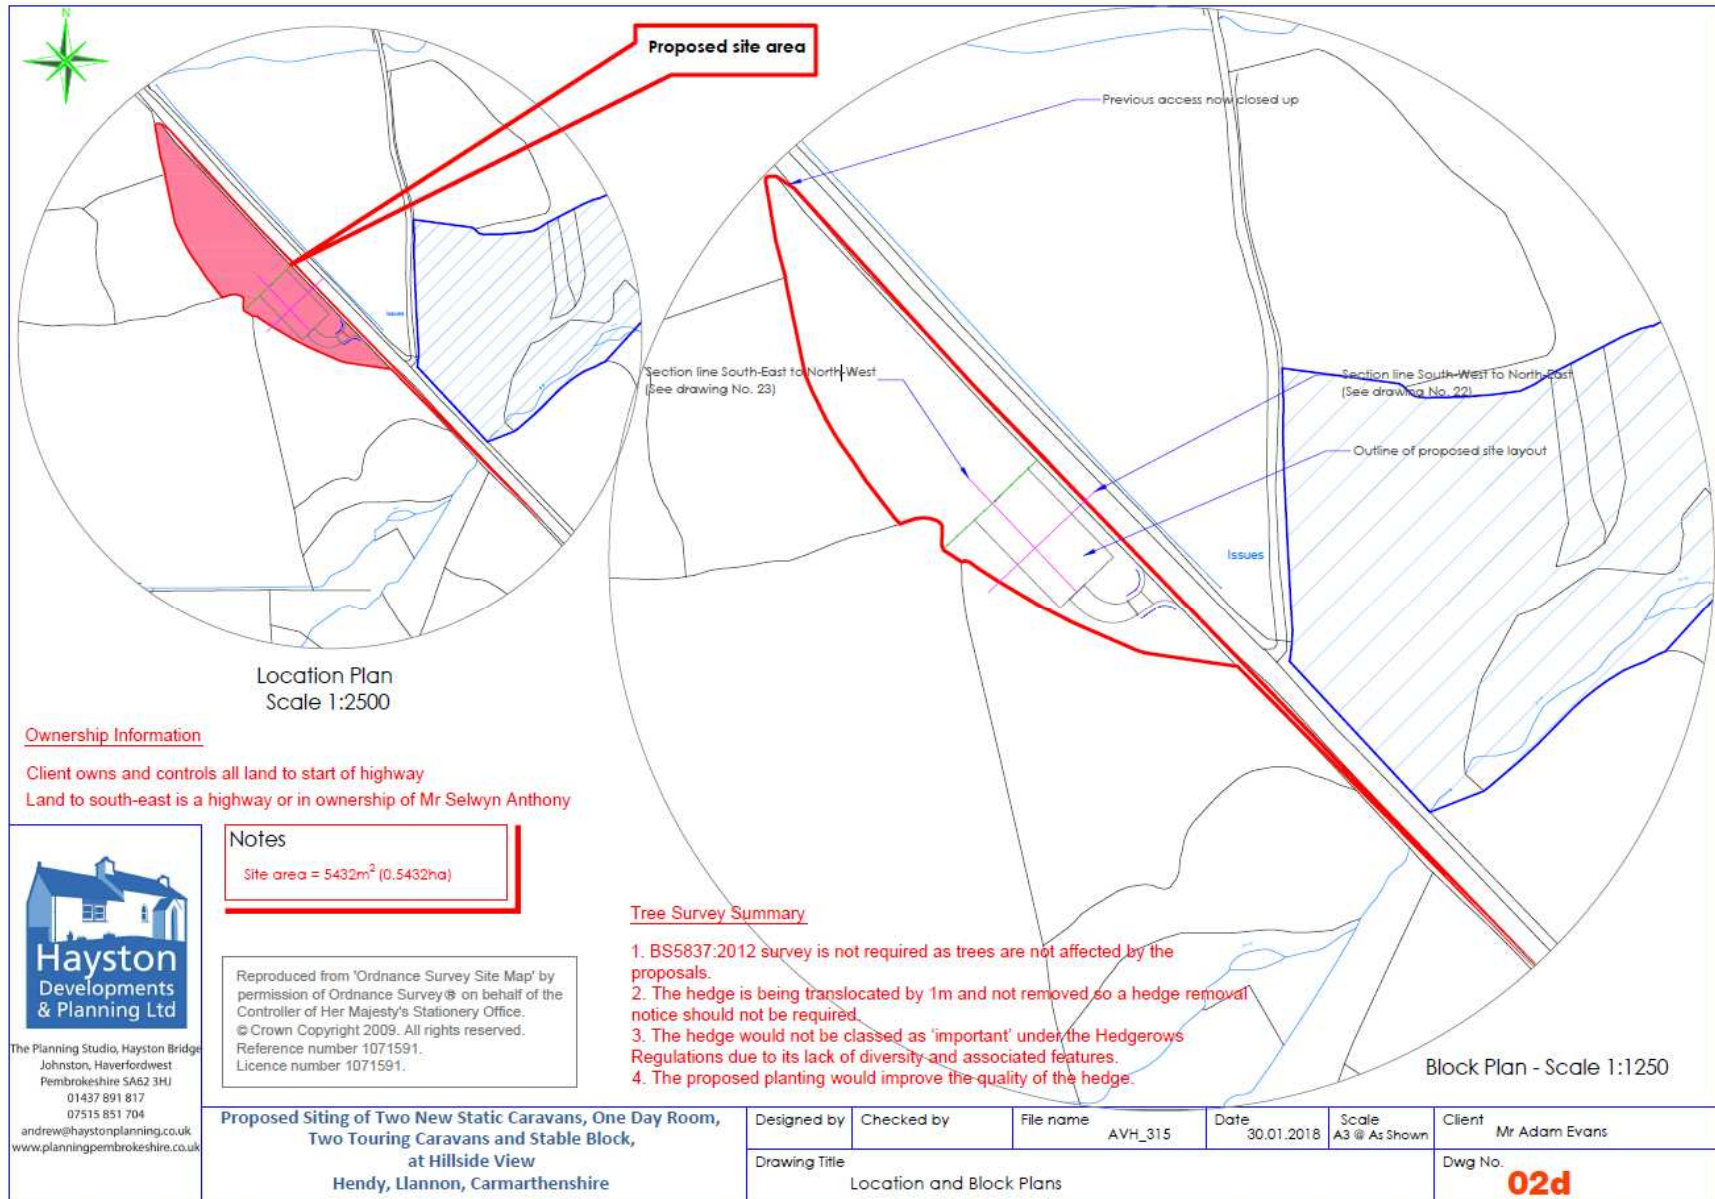 N
Proposed site area
Issues
Location Plan
Scale 1:2500
Previous access now closed up
Section line South-East to North-West
(See drawing No. 23)
Section line South-West to North-East
(See drawing No. 22)
Outline of proposed site layout
Issues
Block Plan - Scale 1:1250
Ownership Information
Client owns and controls all land to start of highway
Land to south-east is a highway or in ownership of Mr Selwyn Anthony
Notes
Site area = 5432m² (0.5432ha)
Tree Survey Summary
1. BS5837:2012 survey is not required as trees are not affected by the
proposals.
2. The hedge is being translocated by 1m and not removed so a hedge removal
notice should not be required.
3. The hedge would not be classed as 'important' under the Hedgerows
Regulations due to its lack of diversity and associated features.
4. The proposed planting would improve the quality of the hedge.
Hayston
Developments
& Planning Ltd
The Planning Studio, Hayston Bridge
Johnston, Haverfordwest
Pembrokeshire SA62 3HJ
01437 891 817
07515 851 704
andrew@haystonplanning.co.uk
www.planningpembrokeshire.co.uk
Reproduced from 'Ordnance Survey Site Map' by
permission of Ordnance Survey® on behalf of the
Controller of Her Majesty's Stationery Office.
© Crown Copyright 2009. All rights reserved.
Reference number 1071591.
Licence number 1071591.
Proposed Siting of Two New Static Caravans, One Day Room,
Two Touring Caravans and Stable Block,
at Hillside View
Hendy, Llannon, Carmarthenshire
Designed by
Checked by
File name
AVH_315
Date
30.01.2018
Scale
A3 @ As Shown
Client
Mr Adam Evans
Drawing Title
Location and Block Plans
Dwg No.
02d